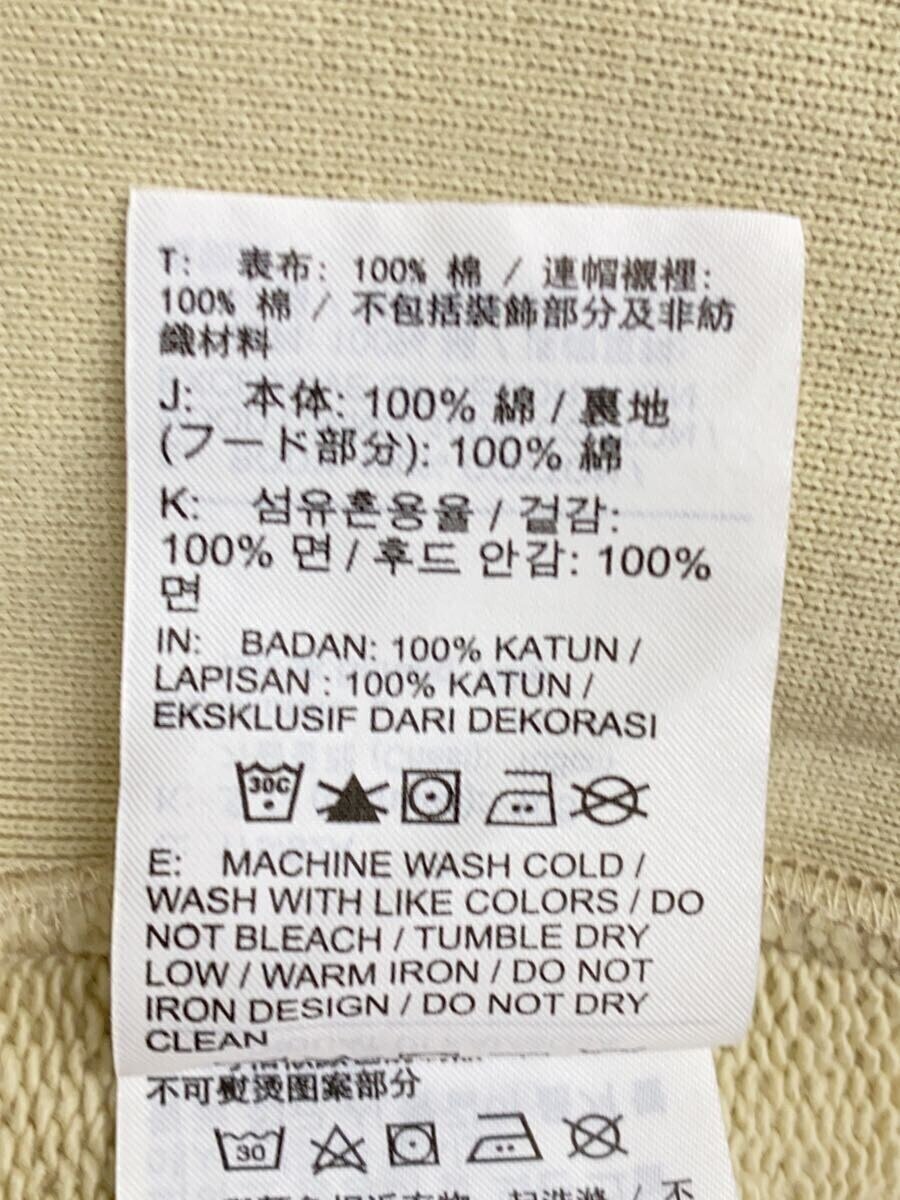 T: 表布: 100% 棉 / 連帽襯裡:
100% 棉 / 不包括裝飾部分及非紡
織材料
J: 本体: 100% 綿 / 裏地
(フード部分): 100% 綿
K: 섬유혼용율 / 겉감:
100% 면 / 후드 안감: 100%
면
IN: BADAN: 100% KATUN /
LAPISAN : 100% KATUN /
EKSKLUSIF DARI DEKORASI
30C
E: MACHINE WASH COLD /
WASH WITH LIKE COLORS / DO
NOT BLEACH / TUMBLE DRY
LOW / WARM IRON / DO NOT
IRON DESIGN / DO NOT DRY
CLEAN
不可熨烫图案部分
30